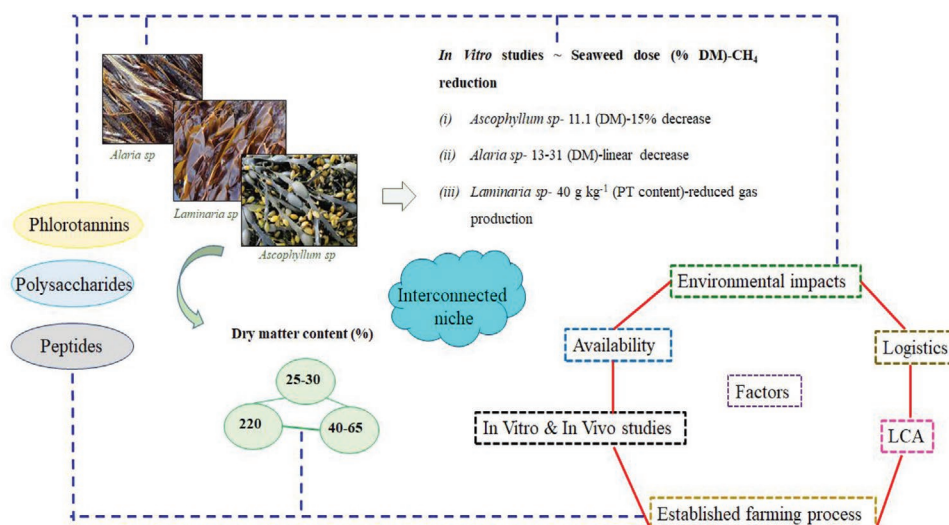 In Vitro studies ~ Seaweed dose (% DM)-CH₄
reduction
(i) Ascophyllum sp- 11.1 (DM)-15% decrease
(ii) Alaria sp- 13-31 (DM)-linear decrease
(iii) Laminaria sp- 40 g kg⁻¹ (PT content)-reduced gas
production
Alaria sp
Laminaria sp
Ascophyllum sp
Phlorotannins
Polysaccharides
Peptides
Dry matter content (%)
25-30
220
40-65
Interconnected
niche
Environmental impacts
Availability
Logistics
Factors
In Vitro & In Vivo studies
LCA
Established farming process